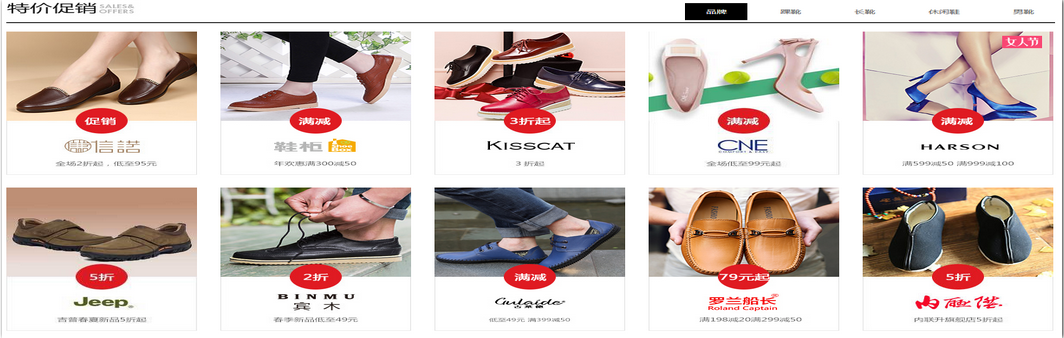 特价促销 SALES& OFFERS
品牌 踝靴 长靴 休闲鞋 男靴
女人节
促销 满减 3折起 满减 满减
信諾 鞋柜 KISSCAT CNE HARSON
COMFORT & EASY
全场2折起，低至95元 年欢惠满300减50 3 折起 全场低至99元起 满599减50 满999减100
5折 2折 满减 79元起 5折
Jeep BINMU 宾木 罗兰船长 Roland Captain 内联陞
吉普春夏新品5折起 春季新品低至49元 低至49元 满399减50 满198减20满299减50 内联升旗舰店5折起